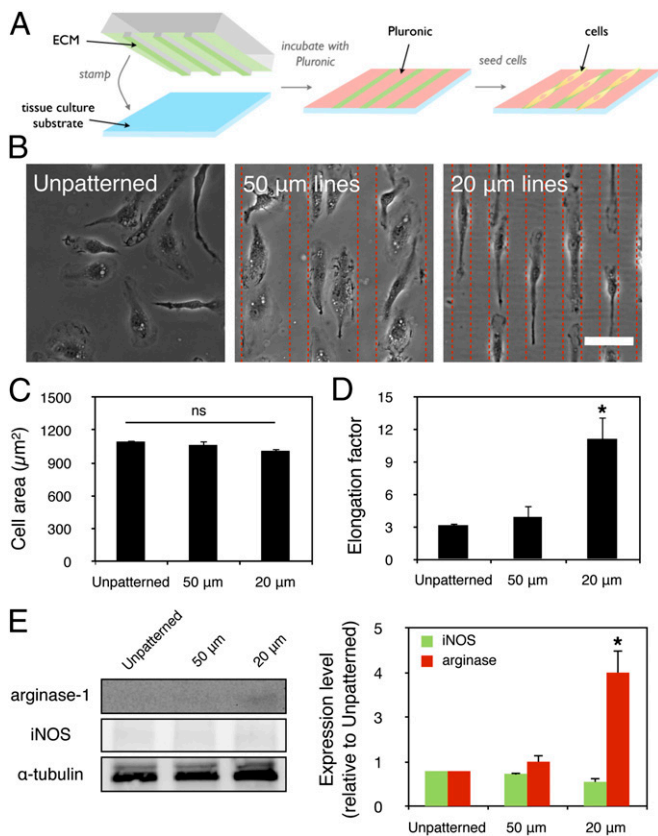 A
ECM
stamp
tissue culture
substrate
incubate with
Pluronic
Pluronic
seed cells
cells
B
Unpatterned
50 µm lines
20 µm lines
C
Cell area (µm²)
1500
1200
900
600
300
0
ns
Unpatterned
50 µm
20 µm
D
Elongation factor
15
12
9
6
3
0
*
Unpatterned
50 µm
20 µm
E
Unpatterned
50 µm
20 µm
arginase-1
iNOS
α-tubulin
Expression level
(relative to Unpatterned)
5
4
2
1
0
iNOS
arginase
*
Unpatterned
50 µm
20 µm